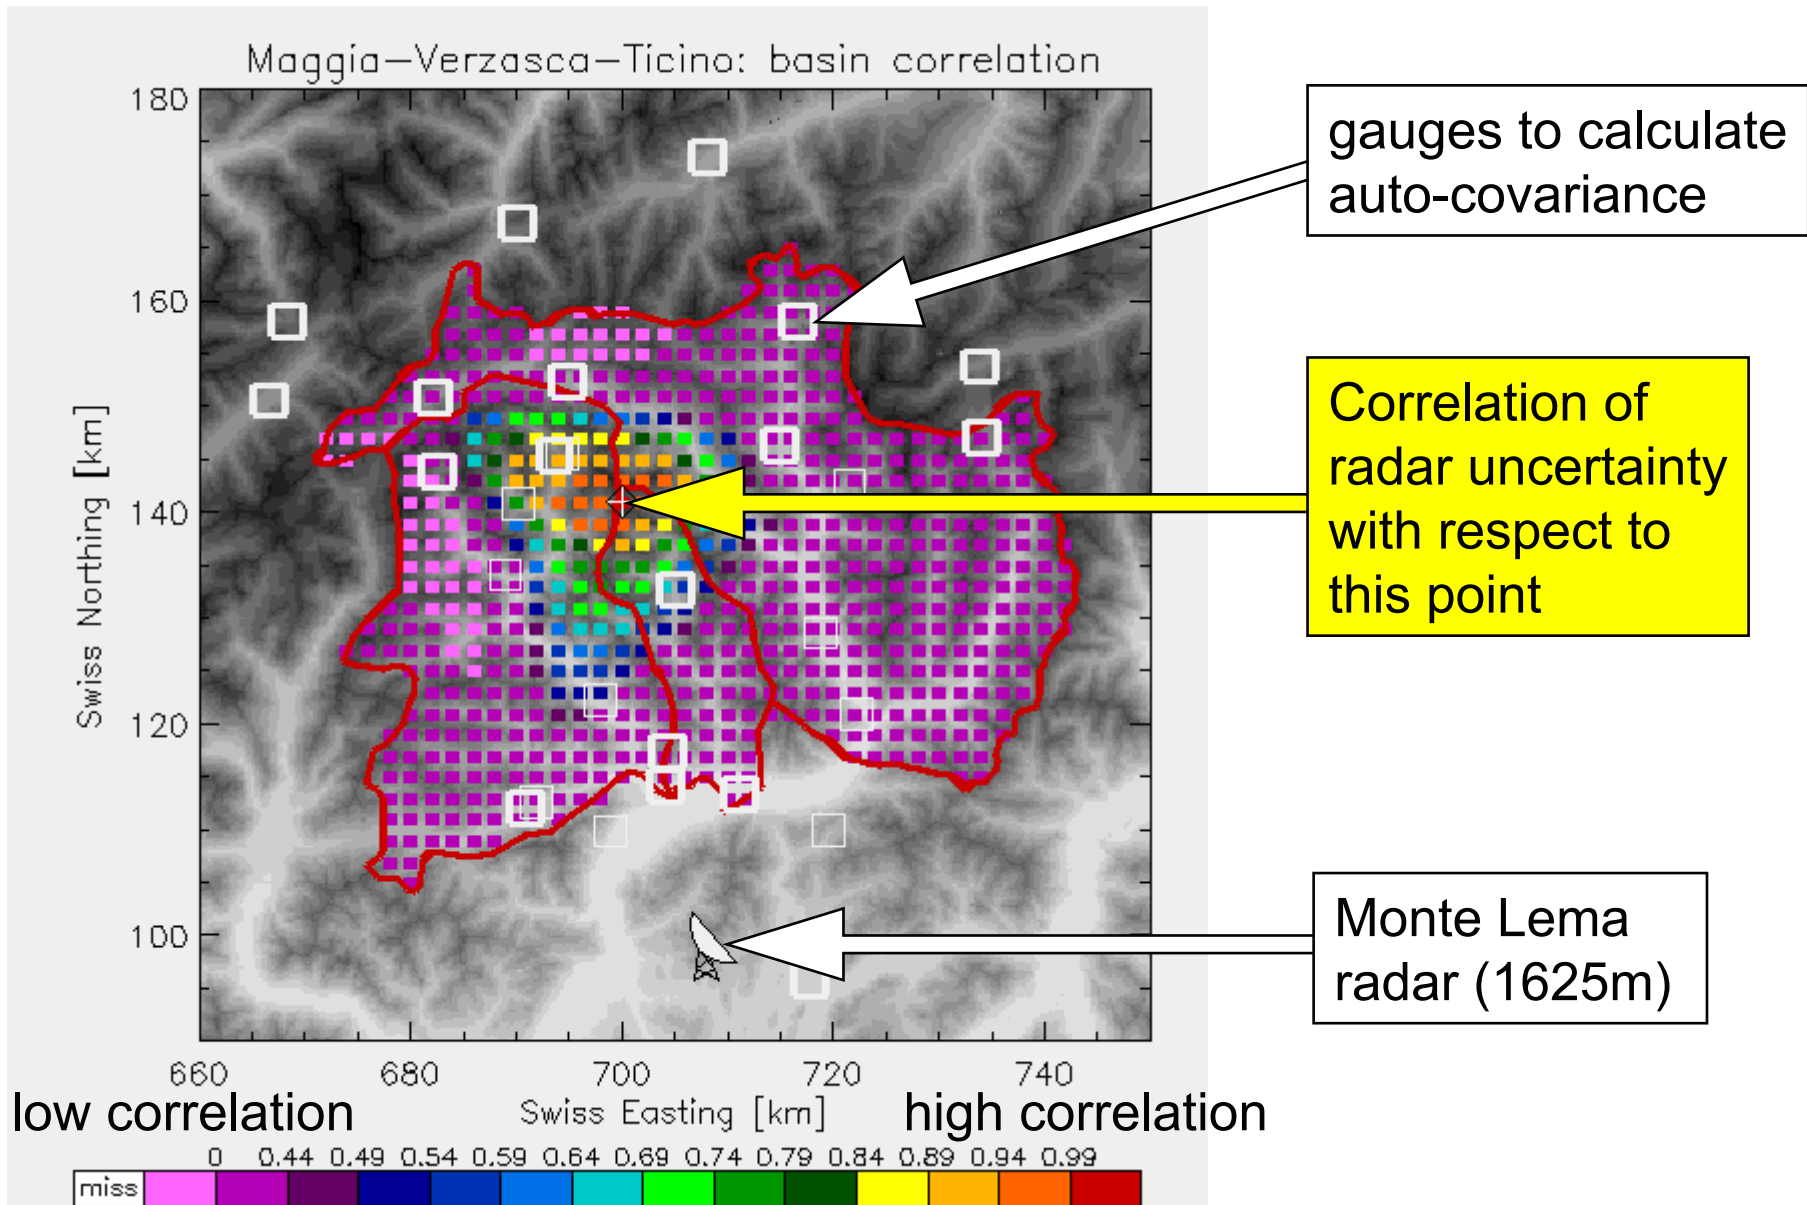 Maggia-Verzasca-Ticino: basin correlation
180
160
140
120
100
Swiss Northing [km]
660 680 700 720 740
Swiss Easting [km]
gauges to calculate
auto-covariance
Correlation of
radar uncertainty
with respect to
this point
Monte Lema
radar (1625m)
low correlation
high correlation
0 0.44 0.49 0.54 0.59 0.64 0.69 0.74 0.79 0.84 0.89 0.94 0.99
miss